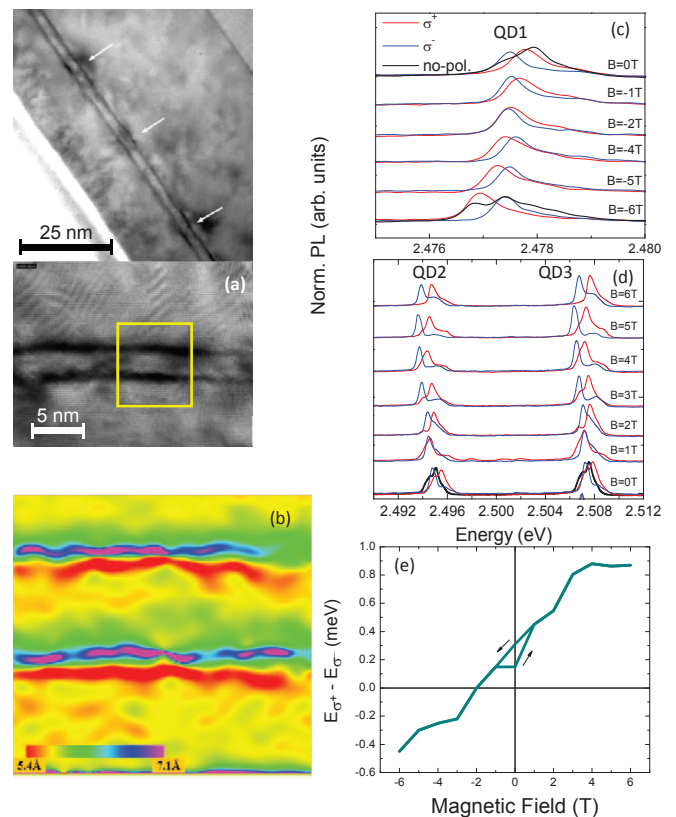 25 nm
(a)
5 nm
(b)
5.4Å
7.1Å
Norm. PL (arb. units)
σ+
σ-
no-pol.
QD1
(c)
B=0T
B=-1T
B=-2T
B=-4T
B=-5T
B=-6T
2.476
2.478
2.480
QD2
QD3
(d)
B=6T
B=5T
B=4T
B=3T
B=2T
B=1T
B=0T
2.492
2.496
2.500
2.504
2.508
2.512
Energy (eV)
(e)
1.0
0.8
0.6
0.4
0.2
0.0
-0.2
-0.4
-0.6
Eσ+ - Eσ- (meV)
-6
-4
-2
0
2
4
6
Magnetic Field (T)